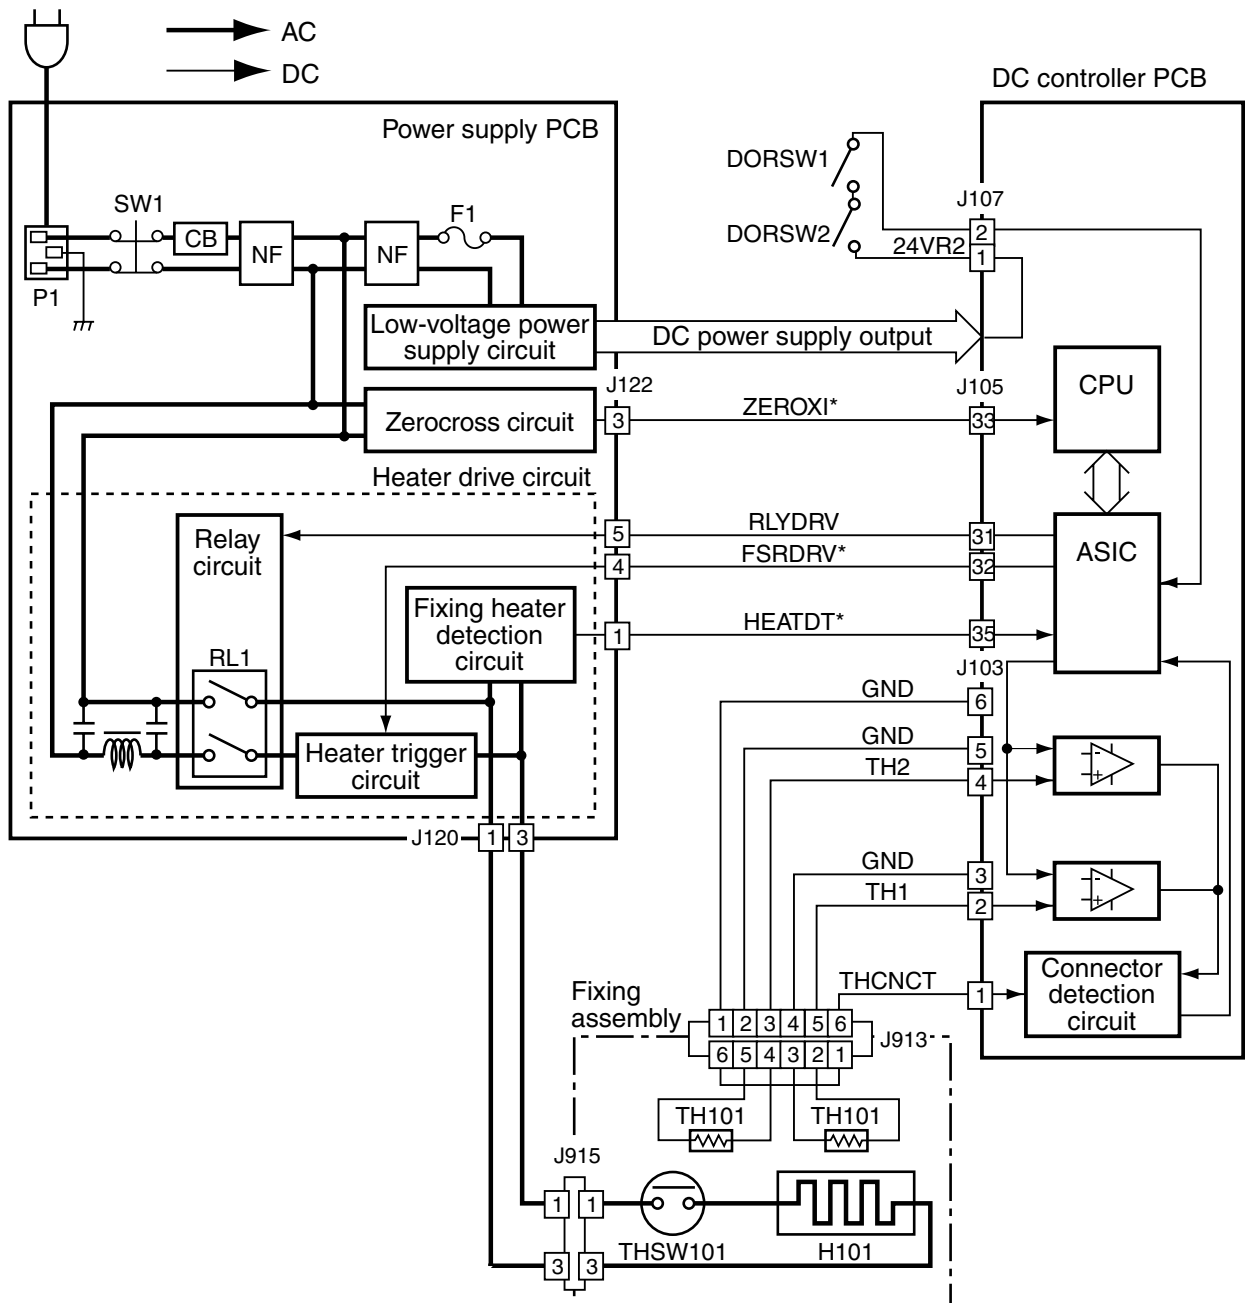 AC
DC
DC controller PCB
Power supply PCB
DORSW1
SW1
F1
J107
CB
NF
NF
DORSW2
2
24VR2
1
P1
Low-voltage power
supply circuit
DC power supply output
J122
J105
CPU
Zerocross circuit
3
ZEROXI*
33
Heater drive circuit
Relay
circuit
5
RLYDRV
31
ASIC
4
FSRDRV*
32
Fixing heater
detection
circuit
1
HEATDT*
35
RL1
J103
GND
6
GND
5
-
+
Heater trigger
circuit
TH2
4
J120
1
3
GND
3
-
+
TH1
2
Connector
detection
circuit
THCNCT
1
Fixing
assembly
1 2 3 4 5 6
J913
6 5 4 3 2 1
TH101
TH101
J915
1
1
THSW101
H101
3
3